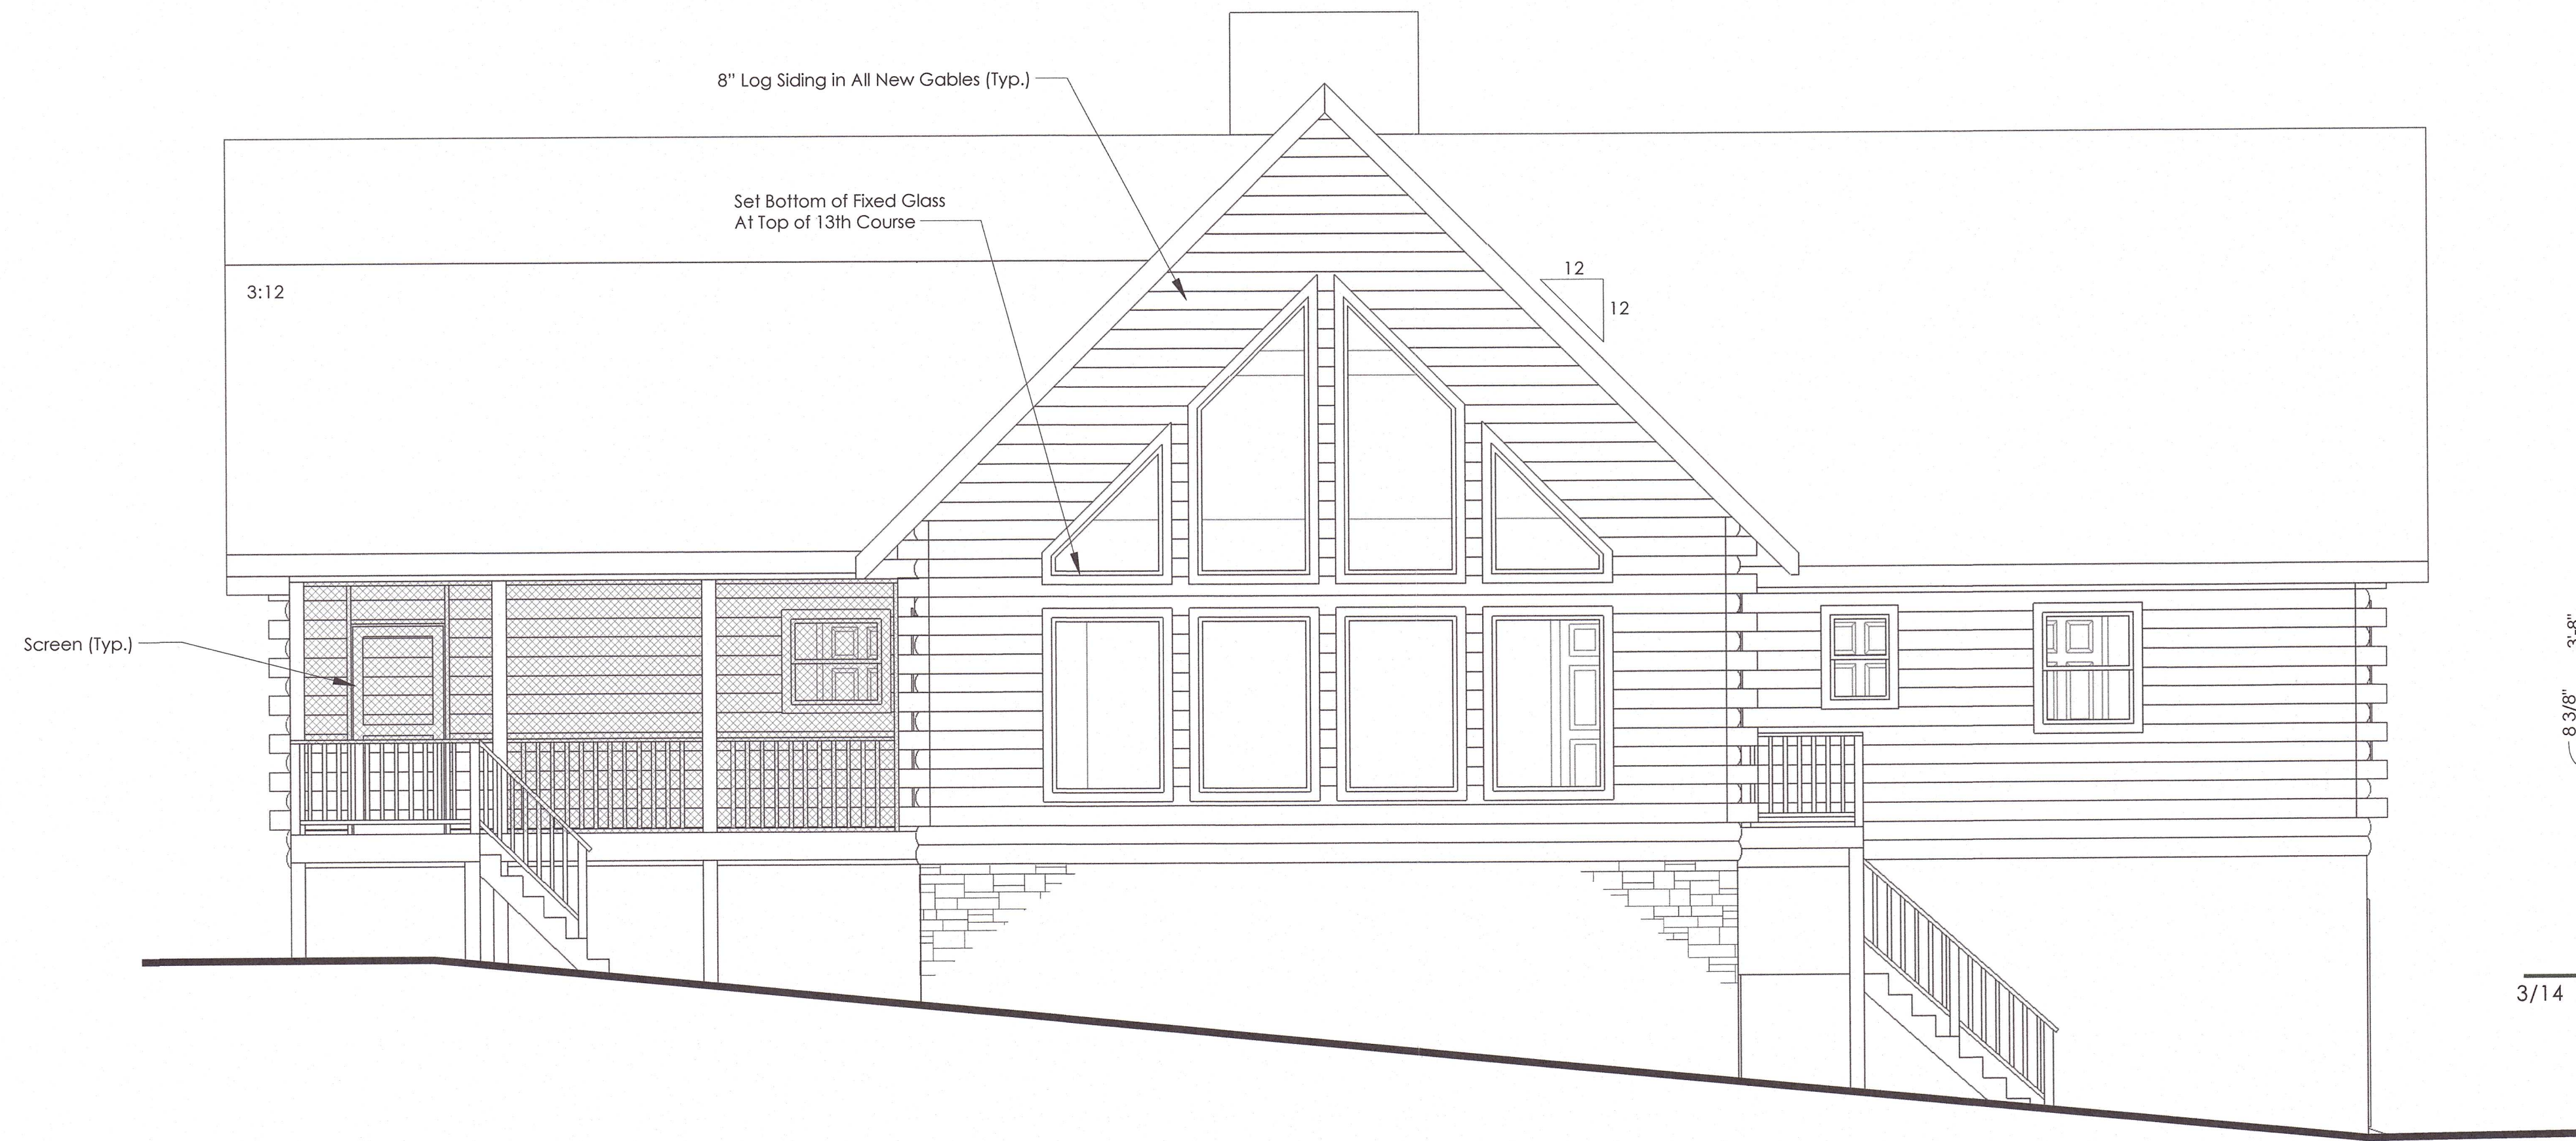 8" Log Siding in All New Gables (Typ.)
Set Bottom of Fixed Glass
At Top of 13th Course
12
12
3:12
Screen (Typ.)
3'-8"
8 3/8"
3/14